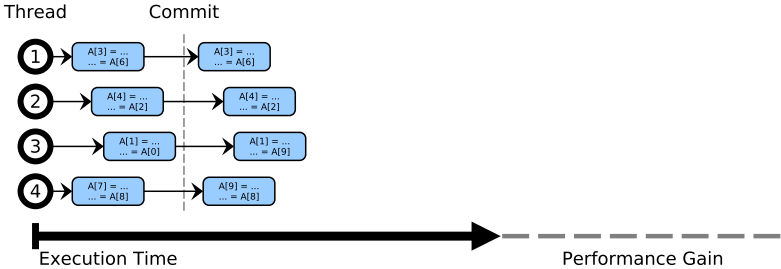 Thread Commit
1 A[3] = ... A[3] = ...
... = A[6] ... = A[6]
2 A[4] = ... A[4] = ...
... = A[2] ... = A[2]
3 A[1] = ... A[1] = ...
... = A[0] ... = A[9]
4 A[7] = ... A[9] = ...
... = A[8] ... = A[8]
Execution Time Performance Gain